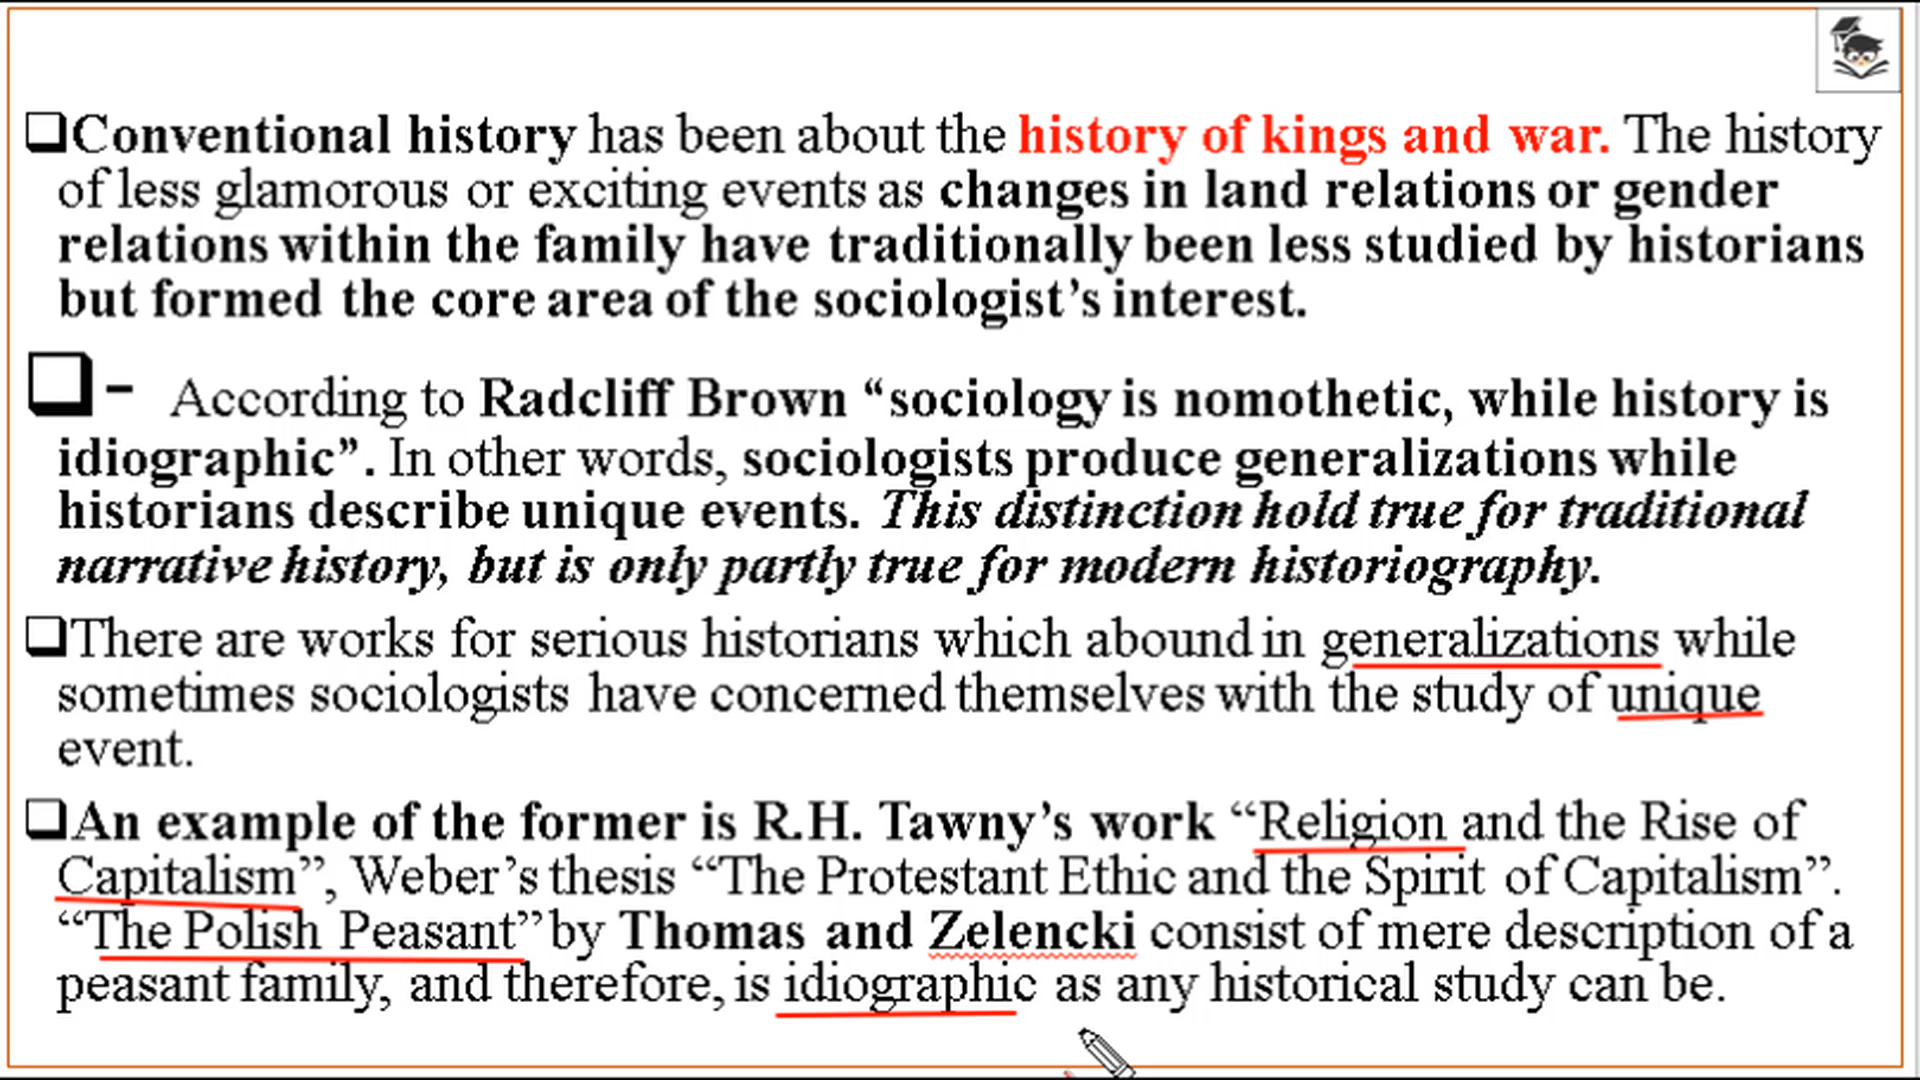 ❑Conventional history has been about the history of kings and war. The history
of less glamorous or exciting events as changes in land relations or gender
relations within the family have traditionally been less studied by historians
but formed the core area of the sociologist’s interest.
❑- According to Radcliff Brown “sociology is nomothetic, while history is
idiographic”. In other words, sociologists produce generalizations while
historians describe unique events. This distinction hold true for traditional
narrative history, but is only partly true for modern historiography.
❑There are works for serious historians which abound in generalizations while
sometimes sociologists have concerned themselves with the study of unique
event.
❑An example of the former is R.H. Tawny’s work “Religion and the Rise of
Capitalism”, Weber’s thesis “The Protestant Ethic and the Spirit of Capitalism”.
“The Polish Peasant” by Thomas and Zelencki consist of mere description of a
peasant family, and therefore, is idiographic as any historical study can be.